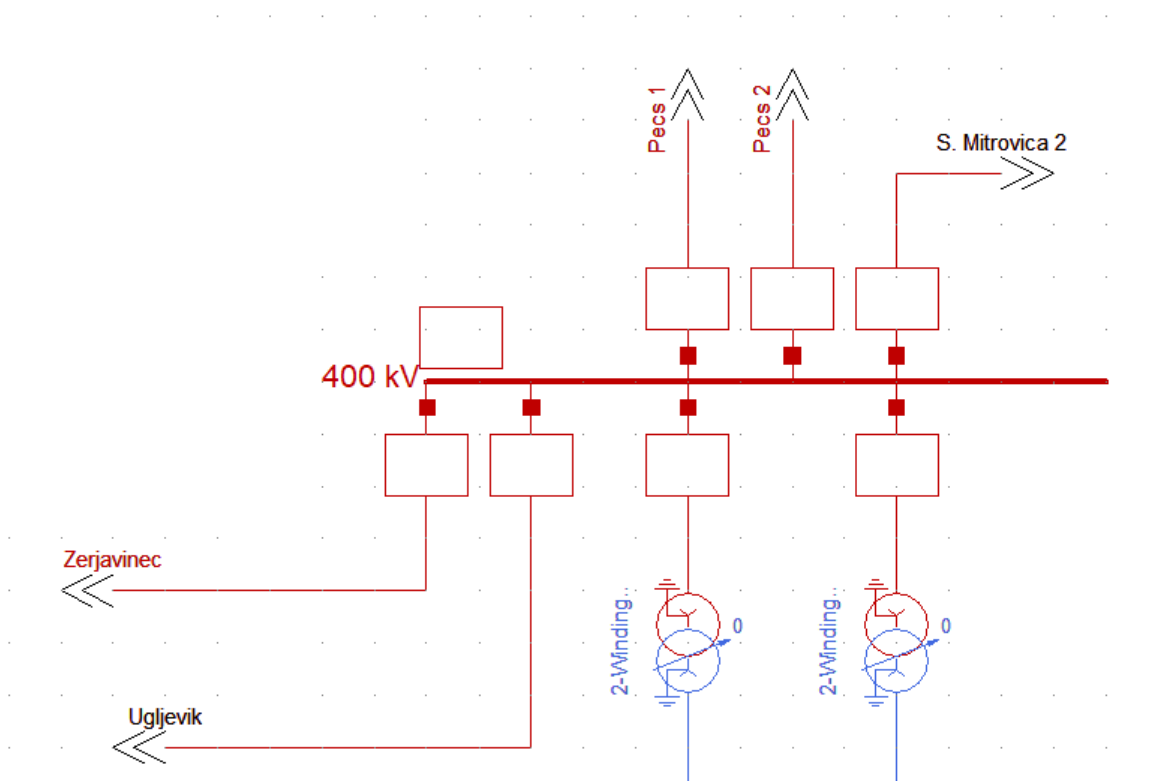 Pecs 1
Pecs 2
S. Mitrovica 2
400 kV
Zerjavinec
2-Winding..
0
2-Winding..
0
Ugljevik